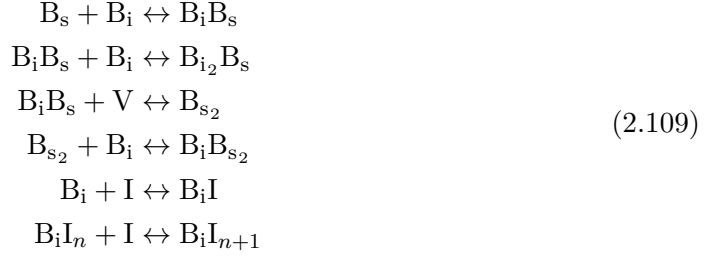 B_s + B_i ↔ B_iB_s
B_iB_s + B_i ↔ B_{i_2}B_s
B_iB_s + V ↔ B_{s_2}
(2.109)
B_{s_2} + B_i ↔ B_iB_{s_2}
B_i + I ↔ B_iI
B_iI_n + I ↔ B_iI_{n+1}